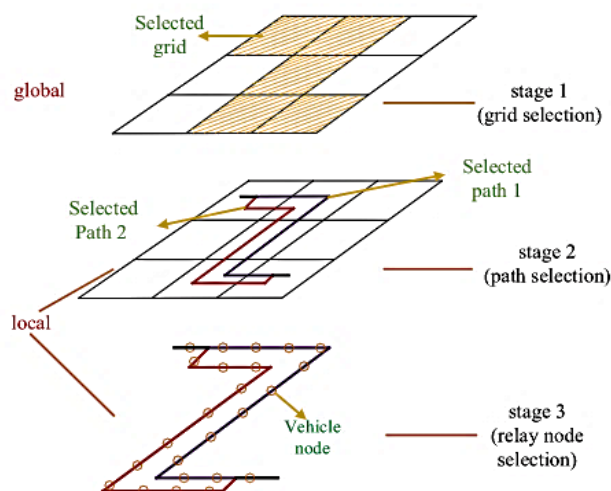 Selected
grid
global
stage 1
(grid selection)
Selected
path 1
Selected
Path 2
stage 2
(path selection)
local
Vehicle
node
stage 3
(relay node
selection)